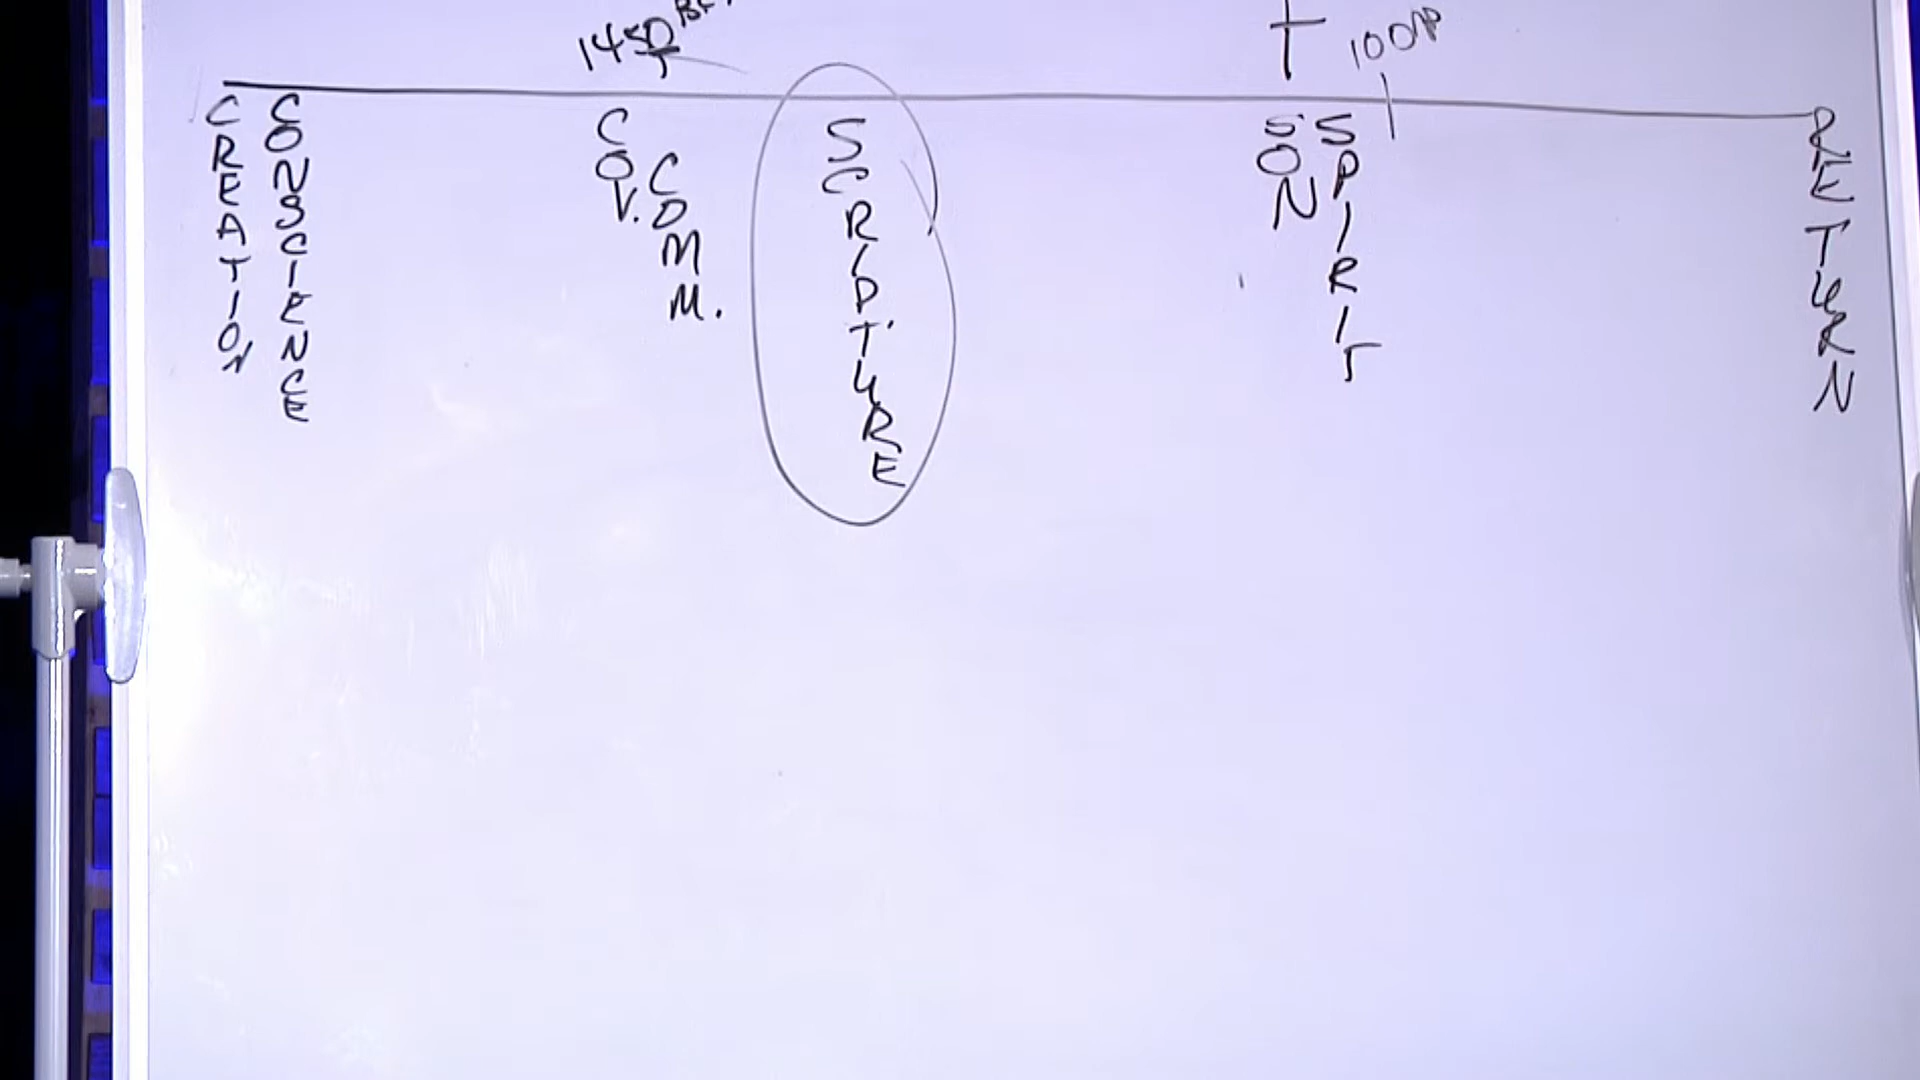 1450 BC
100 AD
CREATION
CONSCIENCE
COV.
COMM.
SCRIPTURE
SON
SPIRIT
RETURN